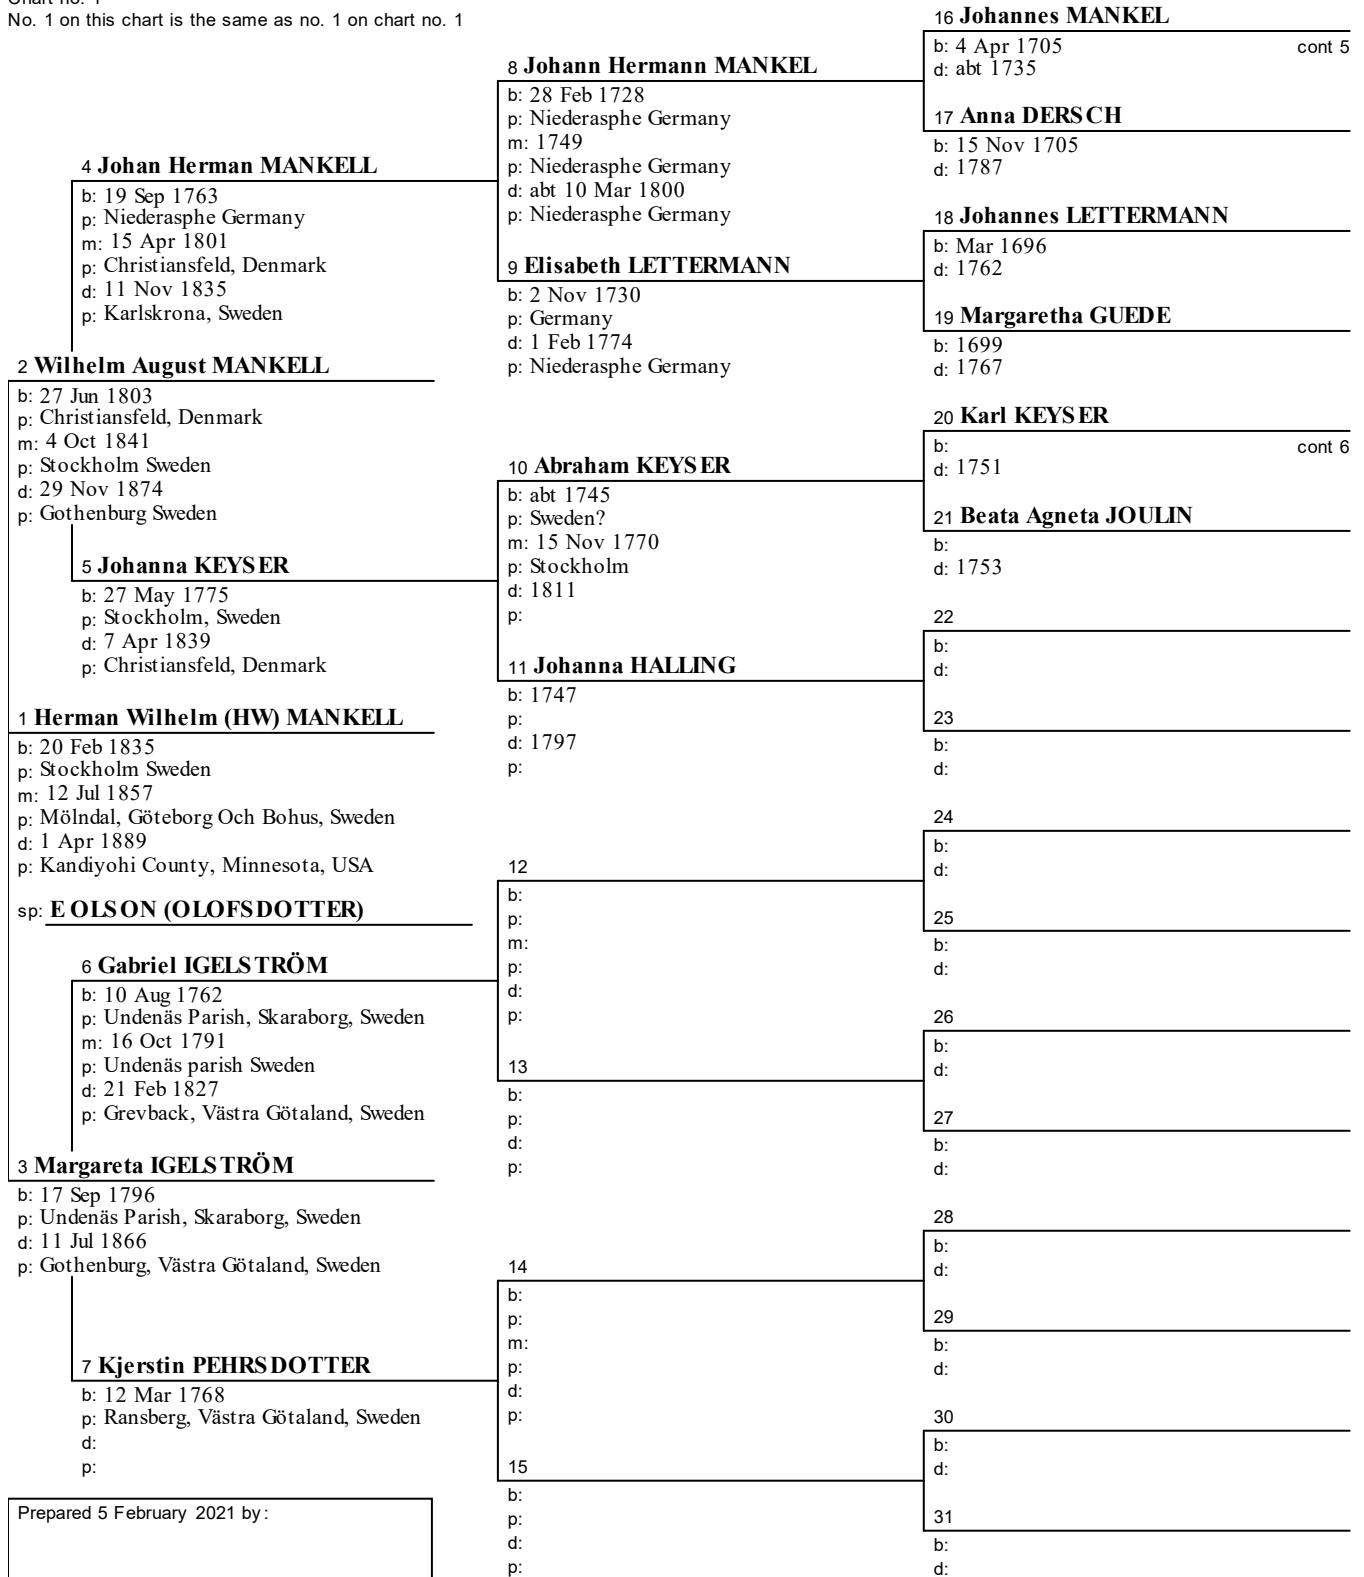 Chart no. 1
No. 1 on this chart is the same as no. 1 on chart no. 1
16 Johannes MANKEL
b: 4 Apr 1705 cont 5
d: abt 1735
8 Johann Hermann MANKEL
b: 28 Feb 1728
p: Niederasphe Germany
m: 1749
p: Niederasphe Germany
d: abt 10 Mar 1800
p: Niederasphe Germany
17 Anna DERSCH
b: 15 Nov 1705
d: 1787
4 Johan Herman MANKELL
b: 19 Sep 1763
p: Niederasphe Germany
m: 15 Apr 1801
p: Christiansfeld, Denmark
d: 11 Nov 1835
p: Karlskrona, Sweden
18 Johannes LETTERMANN
b: Mar 1696
d: 1762
9 Elisabeth LETTERMANN
b: 2 Nov 1730
p: Germany
d: 1 Feb 1774
p: Niederasphe Germany
19 Margaretha GUEDE
b: 1699
d: 1767
2 Wilhelm August MANKELL
b: 27 Jun 1803
p: Christiansfeld, Denmark
m: 4 Oct 1841
p: Stockholm Sweden
d: 29 Nov 1874
p: Gothenburg Sweden
20 Karl KEYSER
b: cont 6
d: 1751
10 Abraham KEYSER
b: abt 1745
p: Sweden?
m: 15 Nov 1770
p: Stockholm
d: 1811
p:
21 Beata Agneta JOULIN
b:
d: 1753
5 Johanna KEYSER
b: 27 May 1775
p: Stockholm, Sweden
d: 7 Apr 1839
p: Christiansfeld, Denmark
22
b:
d:
11 Johanna HALLING
b: 1747
p:
d: 1797
p:
23
b:
d:
1 Herman Wilhelm (HW) MANKELL
b: 20 Feb 1835
p: Stockholm Sweden
m: 12 Jul 1857
p: Mölndal, Göteborg Och Bohus, Sweden
d: 1 Apr 1889
p: Kandiyohi County, Minnesota, USA
sp: E OLSON (OLOFSDOTTER)
24
b:
d:
12
b:
p:
m:
p:
d:
p:
25
b:
d:
6 Gabriel IGELSTRÖM
b: 10 Aug 1762
p: Undenäs Parish, Skaraborg, Sweden
m: 16 Oct 1791
p: Undenäs parish Sweden
d: 21 Feb 1827
p: Grevback, Västra Götaland, Sweden
26
b:
d:
13
b:
p:
d:
p:
27
b:
d:
3 Margareta IGELSTRÖM
b: 17 Sep 1796
p: Undenäs Parish, Skaraborg, Sweden
d: 11 Jul 1866
p: Gothenburg, Västra Götaland, Sweden
28
b:
d:
14
b:
p:
m:
p:
d:
p:
29
b:
d:
7 Kjerstin PEHRSDOTTER
b: 12 Mar 1768
p: Ransberg, Västra Götaland, Sweden
d:
p:
30
b:
d:
15
b:
p:
d:
p:
31
b:
d:
Prepared 5 February 2021 by: